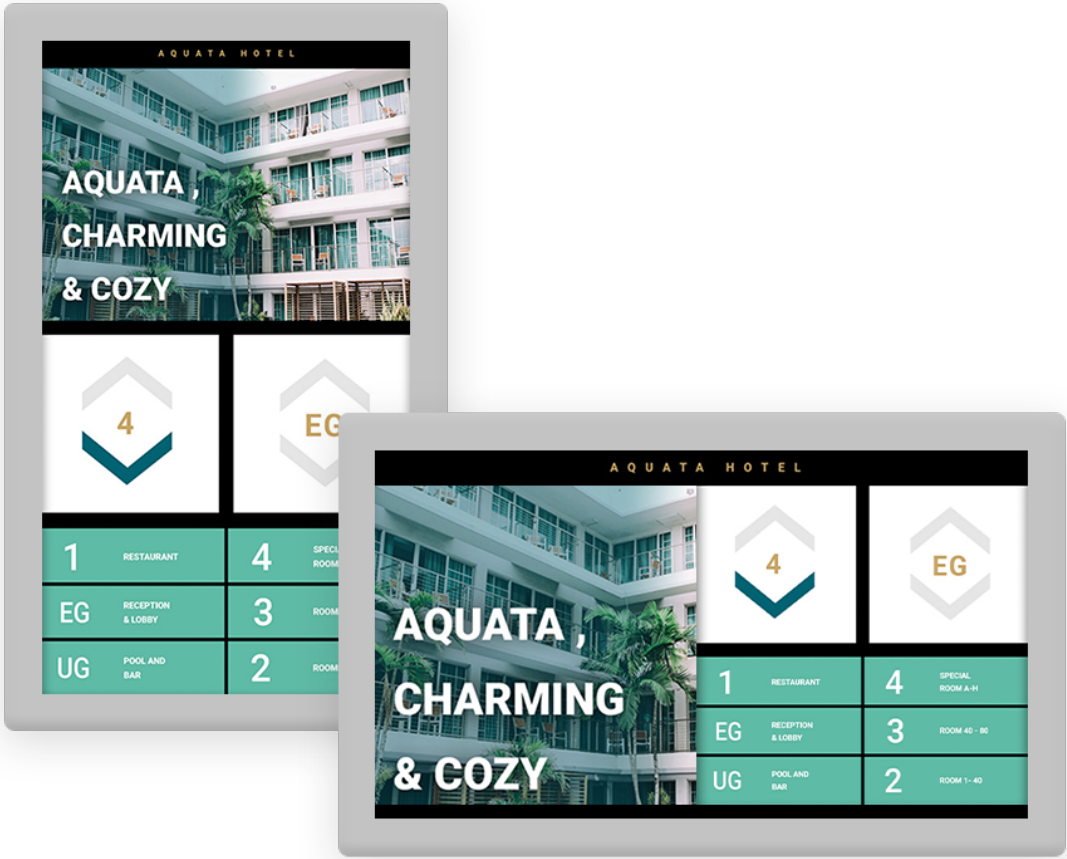 AQUATA HOTEL
AQUATA ,
CHARMING
& COZY
4
EG
1 RESTAURANT
EG RECEPTION
& LOBBY
UG POOL AND
BAR
4 SPECI
ROOM
3 ROOM
2 ROOM
AQUATA HOTEL
AQUATA ,
CHARMING
& COZY
4
EG
1 RESTAURANT
EG RECEPTION
& LOBBY
UG POOL AND
BAR
4 SPECIAL
ROOM A-H
3 ROOM 40 - 80
2 ROOM 1- 40